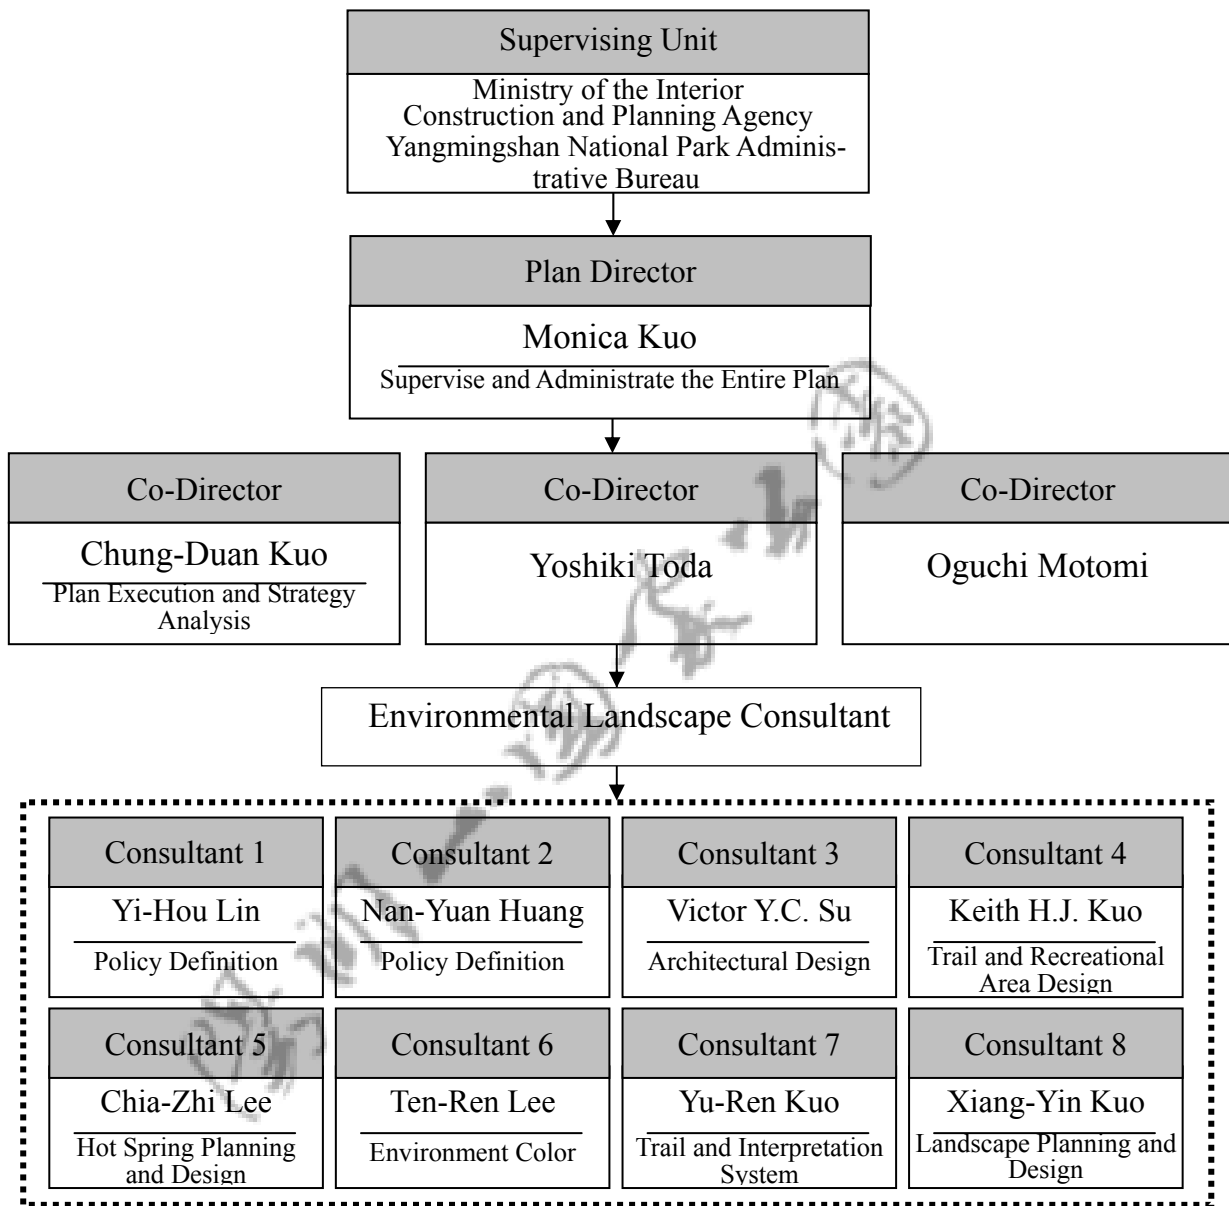 Supervising Unit
Ministry of the Interior
Construction and Planning Agency
Yangmingshan National Park Adminis-
trative Bureau
Plan Director
Monica Kuo
Supervise and Administrate the Entire Plan
Co-Director
Chung-Duan Kuo
Plan Execution and Strategy
Analysis
Co-Director
Yoshiki Toda
Co-Director
Oguchi Motomi
Environmental Landscape Consultant
Consultant 1
Yi-Hou Lin
Policy Definition
Consultant 2
Nan-Yuan Huang
Policy Definition
Consultant 3
Victor Y.C. Su
Architectural Design
Consultant 4
Keith H.J. Kuo
Trail and Recreational
Area Design
Consultant 5
Chia-Zhi Lee
Hot Spring Planning
and Design
Consultant 6
Ten-Ren Lee
Environment Color
Consultant 7
Yu-Ren Kuo
Trail and Interpretation
System
Consultant 8
Xiang-Yin Kuo
Landscape Planning and
Design